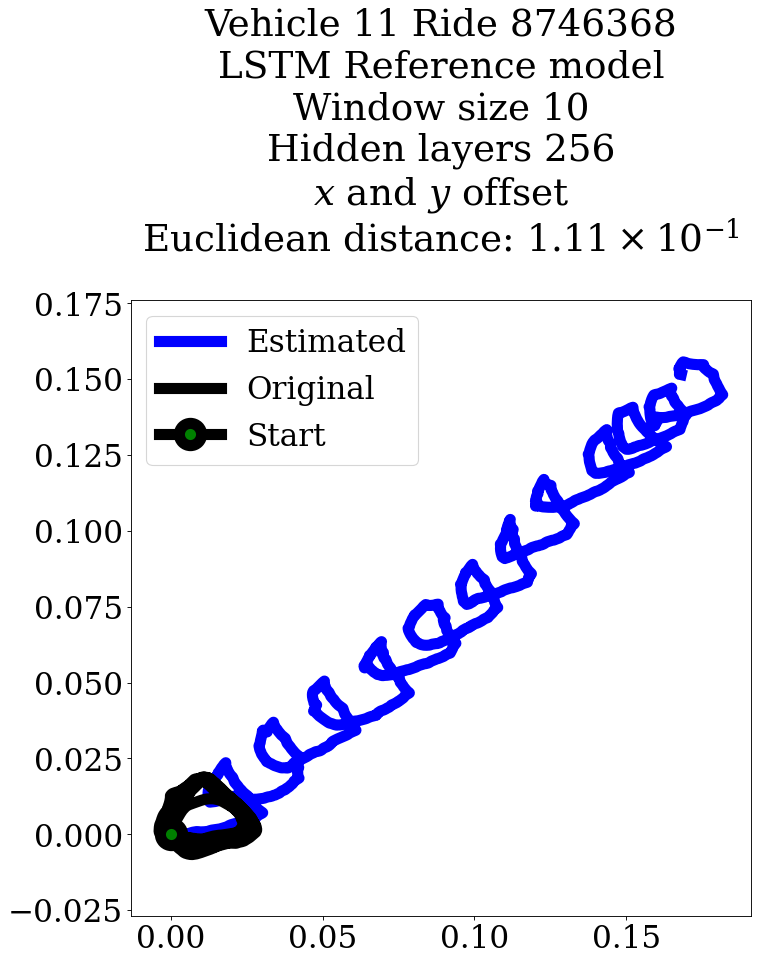 Vehicle 11 Ride 8746368
LSTM Reference model
Window size 10
Hidden layers 256
x and y offset
Euclidean distance: 1.11 × 10⁻¹
0.175
0.150
0.125
0.100
0.075
0.050
0.025
0.000
−0.025
Estimated
Original
Start
0.00 0.05 0.10 0.15